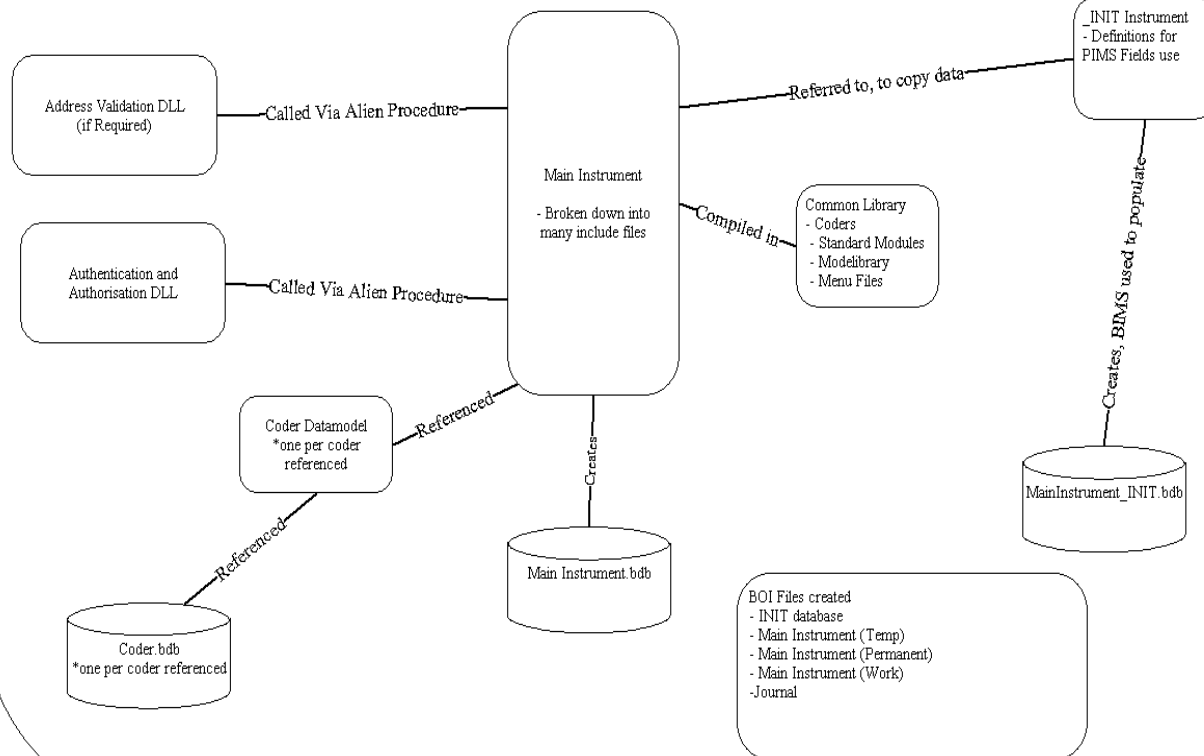 _INIT Instrument
- Definitions for
PIMS Fields use
Address Validation DLL
(if Required)
Called Via Alien Procedure
Referred to, to copy data
Main Instrument
- Broken down into
many include files
Compiled in
Common Library
- Coders
- Standard Modules
- Modelibrary
- Menu Files
Authentication and
Authorisation DLL
Called Via Alien Procedure
Creates, BIMS used to populate
Coder Datamodel
*one per coder
referenced
Referenced
Creates
Referenced
MainInstrument_INIT.bdb
Main Instrument.bdb
Coder.bdb
*one per coder referenced
BOI Files created
- INIT database
- Main Instrument (Temp)
- Main Instrument (Permanent)
- Main Instrument (Work)
-Journal